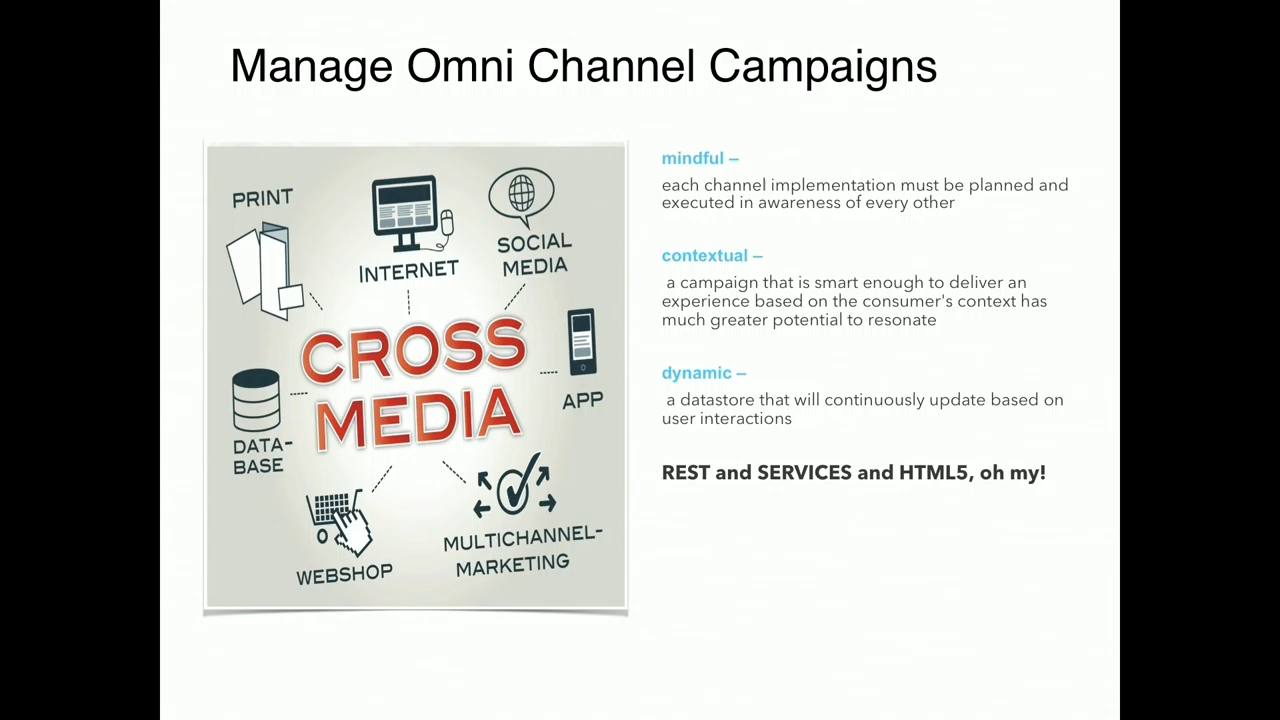 Manage Omni Channel Campaigns
PRINT
INTERNET
SOCIAL
MEDIA
CROSS
MEDIA
APP
DATA-
BASE
WEBSHOP
MULTICHANNEL-
MARKETING
mindful –
each channel implementation must be planned and
executed in awareness of every other
contextual –
a campaign that is smart enough to deliver an
experience based on the consumer's context has
much greater potential to resonate
dynamic –
a datastore that will continuously update based on
user interactions
REST and SERVICES and HTML5, oh my!